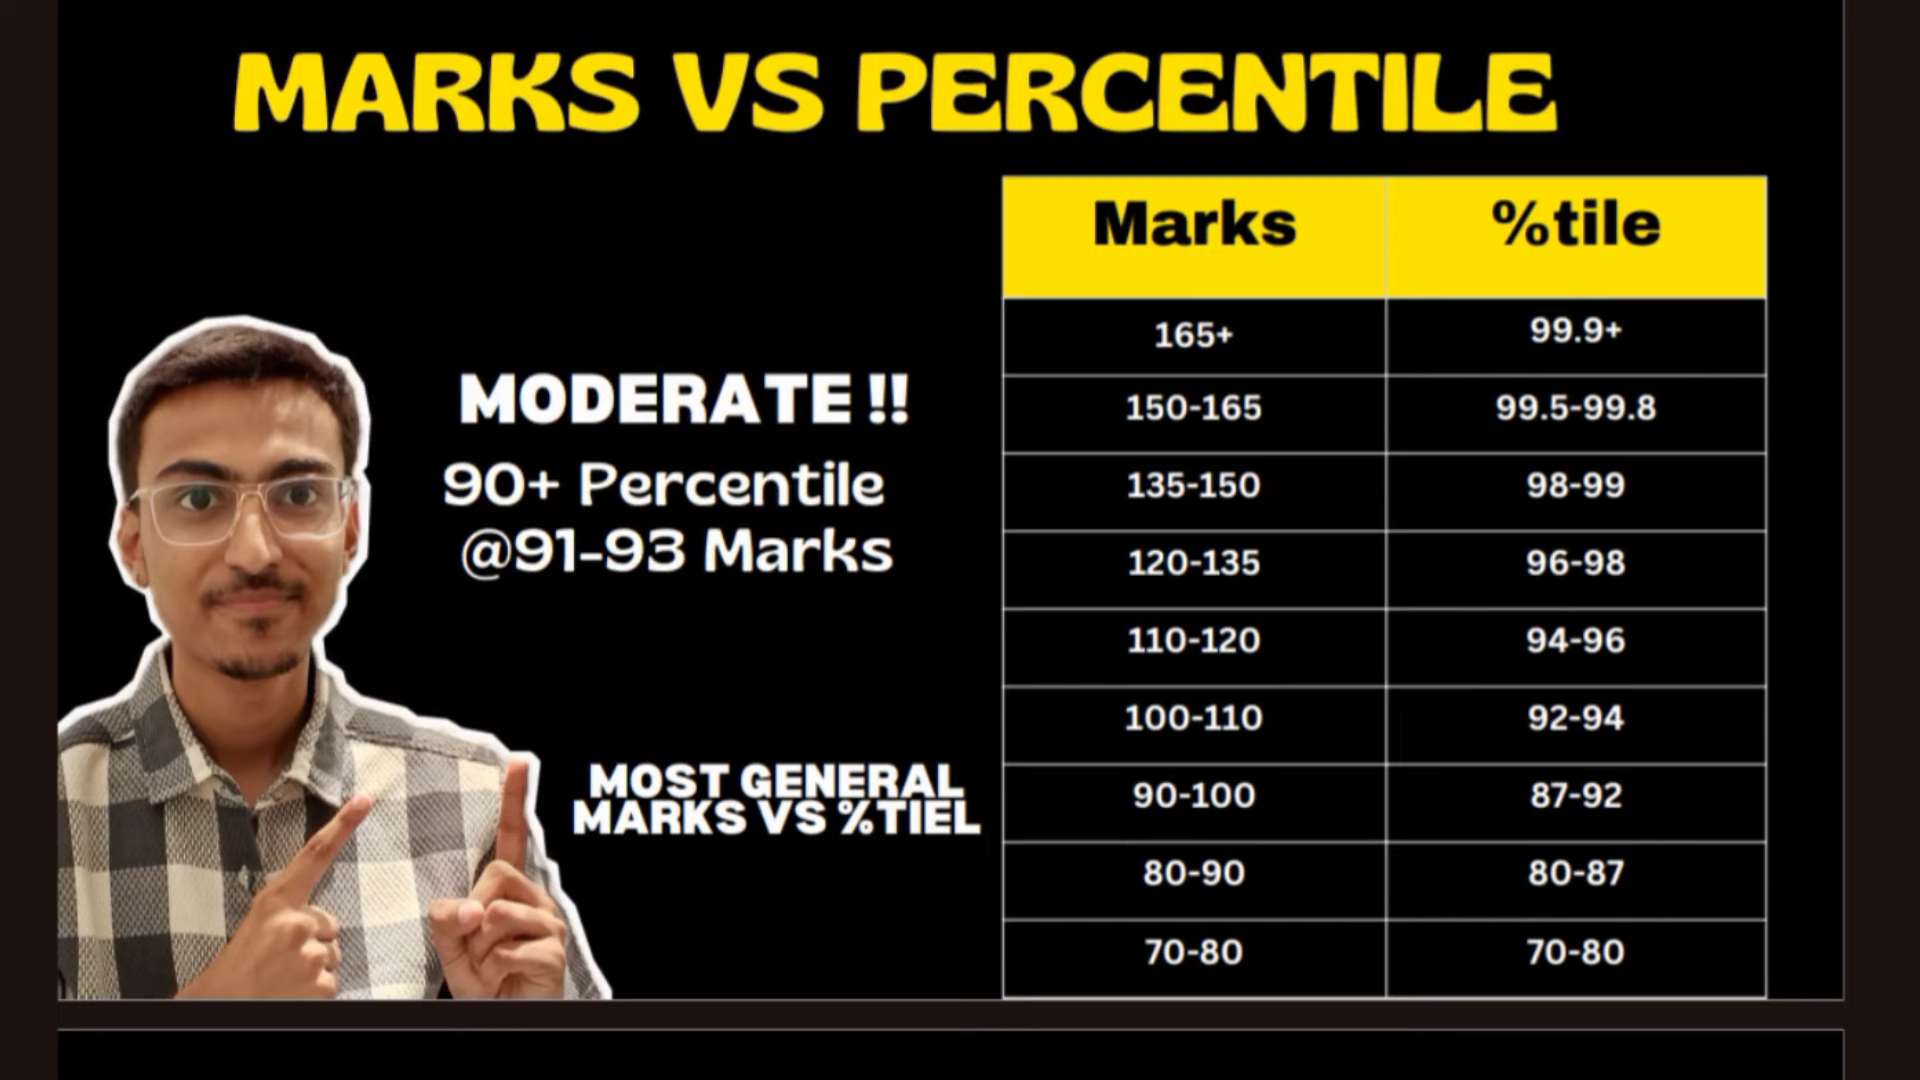 MARKS VS PERCENTILE
MODERATE !!
90+ Percentile
@91-93 Marks
MOST GENERAL
MARKS VS %TIEL
Marks %tile
165+ 99.9+
150-165 99.5-99.8
135-150 98-99
120-135 96-98
110-120 94-96
100-110 92-94
90-100 87-92
80-90 80-87
70-80 70-80